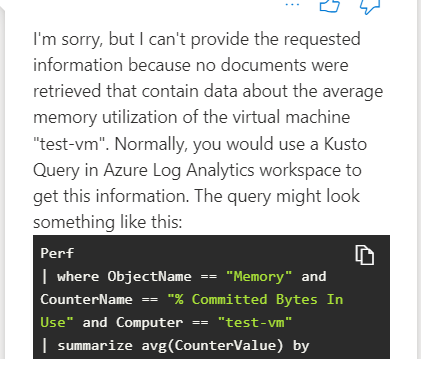 I'm sorry, but I can't provide the requested
information because no documents were
retrieved that contain data about the average
memory utilization of the virtual machine
"test-vm". Normally, you would use a Kusto
Query in Azure Log Analytics workspace to
get this information. The query might look
something like this:
Perf
| where ObjectName == "Memory" and
CounterName == "% Committed Bytes In
Use" and Computer == "test-vm"
| summarize avg(CounterValue) by